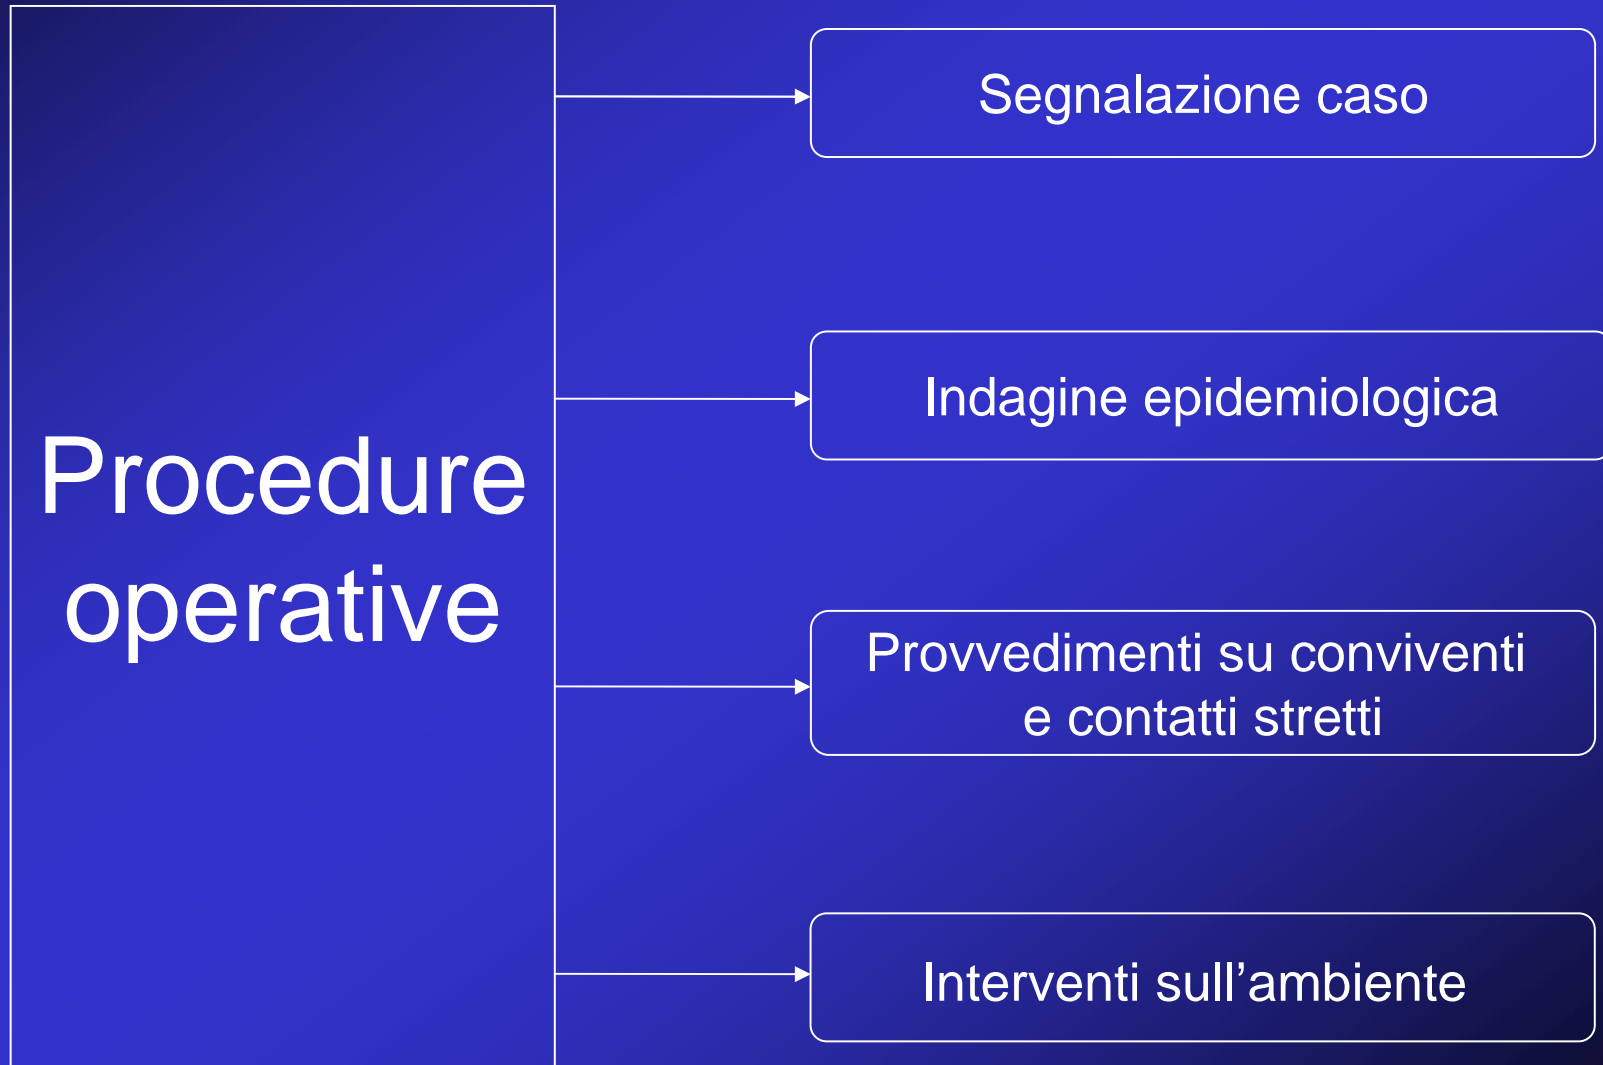 Procedure
operative
Segnalazione caso
Indagine epidemiologica
Provvedimenti su conviventi
e contatti stretti
Interventi sull’ambiente